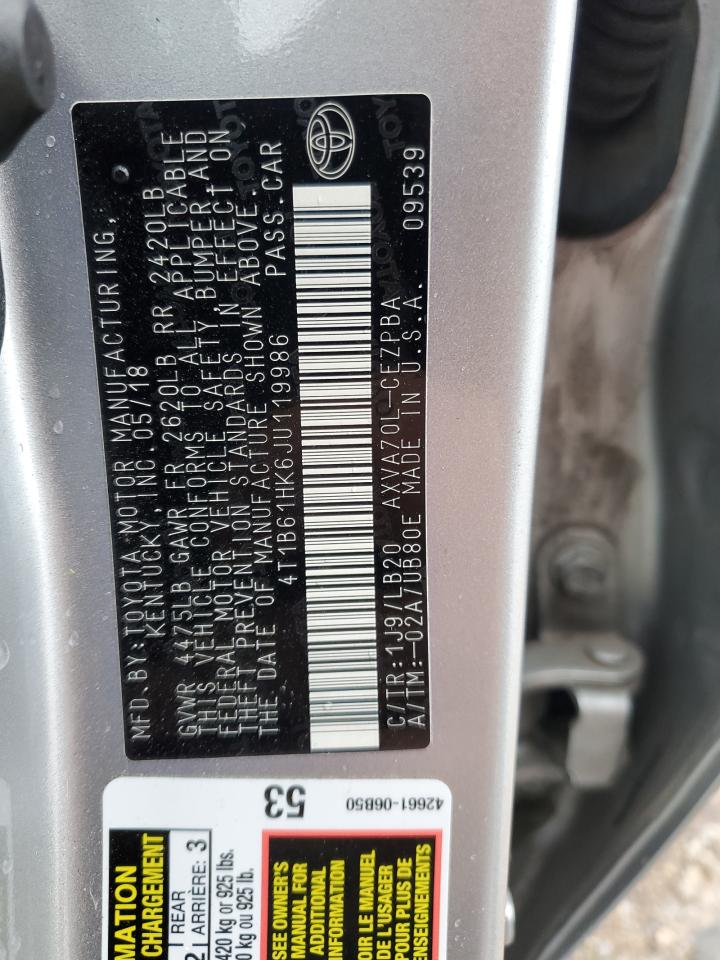 MFD. BY: TOYOTA MOTOR MANUFACTURING,
KENTUCKY, INC. 05/18
GVWR 4475LB GAWR FR 2620LB RR 2420LB
THIS VEHICLE CONFORMS TO ALL APPLICABLE
FEDERAL MOTOR VEHICLE SAFETY, BUMPER, AND
THEFT PREVENTION STANDARDS IN EFFECT ON
THE DATE OF MANUFACTURE SHOWN ABOVE.
4T1B61HK6JU119986 PASS. CAR
C/TR: 1J9/LB20 AXVA70L-CEZPBA 09539
A/TM: -02A/UB80E MADE IN U.S.A.
53
42661-06B50
MATION
CHARGEMENT
2
REAR
ARRIÈRE: 3
420 kg or 925 lbs.
0 kg ou 925 lb.
SEE OWNER'S
MANUAL FOR
ADDITIONAL
INFORMATION
VOIR LE MANUEL
DE L'USAGER
POUR PLUS DE
RENSEIGNEMENTS